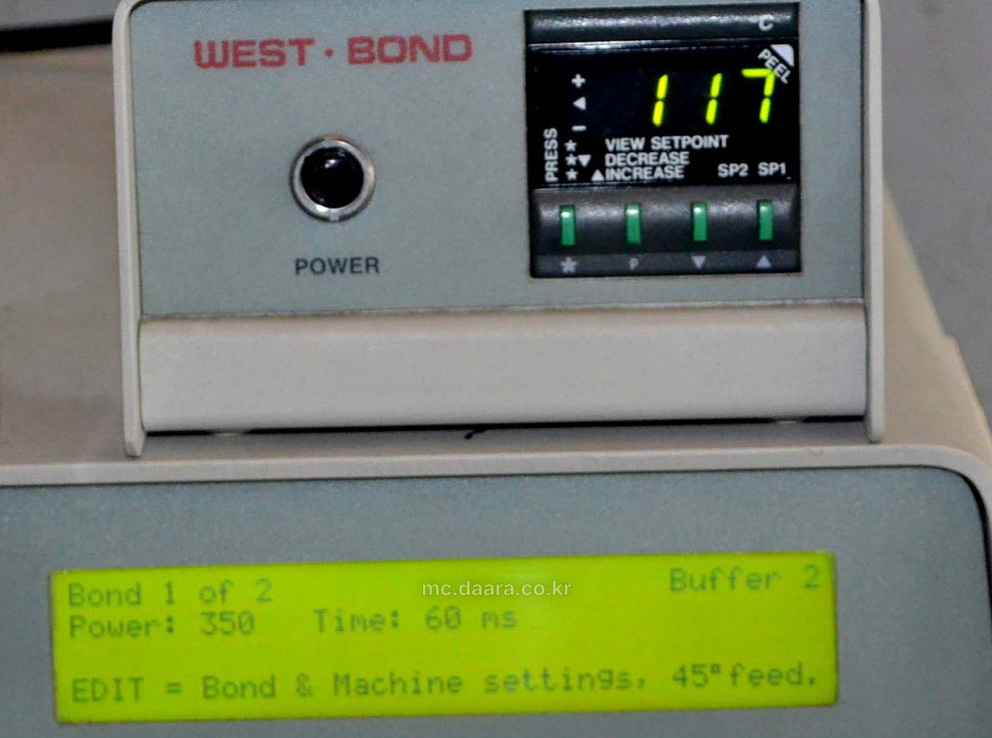 WEST·BOND
°C
PEEL
117
PRESS
+
◄
−
* VIEW SETPOINT
*▼ DECREASE
*▲ INCREASE SP2 SP1
* P ▼ ▲
POWER
Bond 1 of 2 Buffer 2
mc.daara.co.kr
Power: 350 Time: 60 ms
EDIT = Bond & Machine settings, 45° feed.